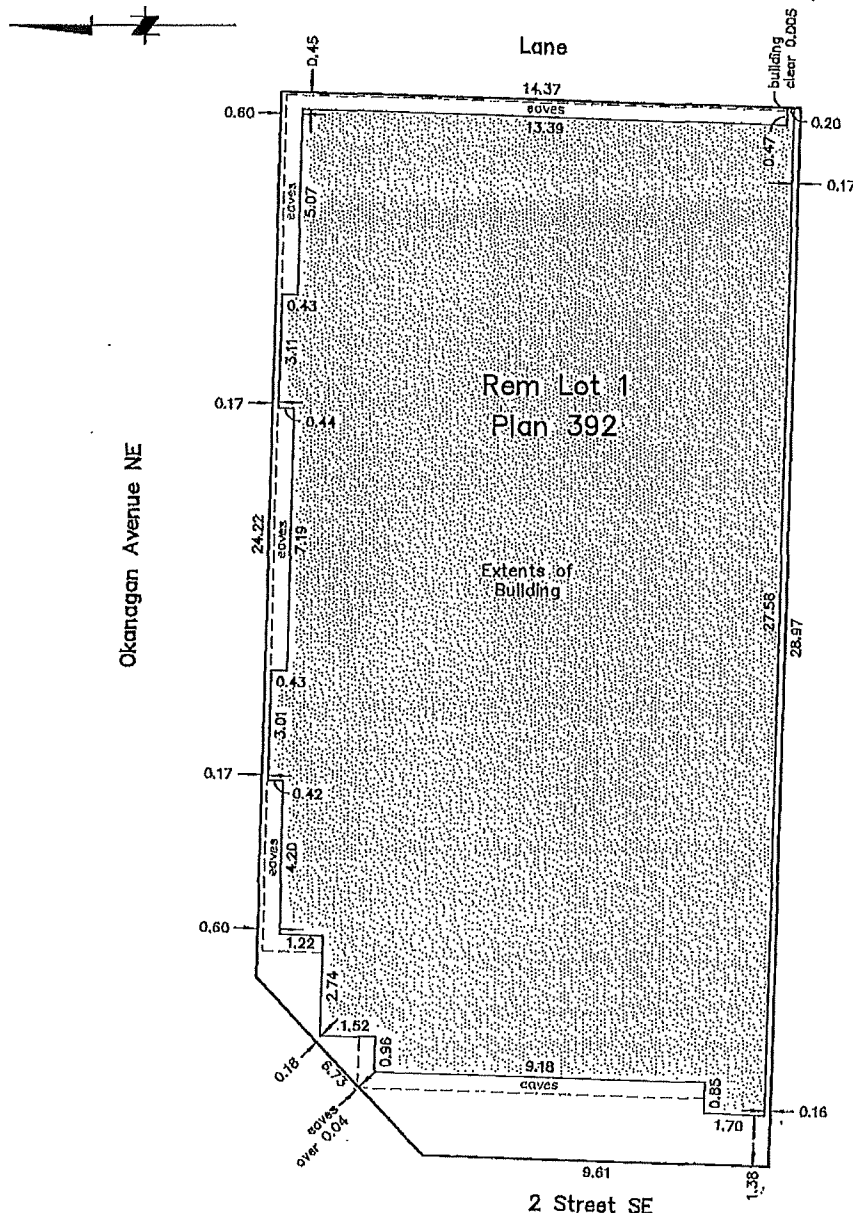 Lane
0.45
building
clear 0.005
14.37
eaves
13.39
0.60
0.20
0.47
0.17
eaves
5.07
0.43
3.11
Rem Lot 1
Plan 392
0.17
0.44
Okanagan Avenue NE
24.22
eaves
7.19
Extents of
Building
27.58
28.97
0.43
3.01
0.17
0.42
eaves
4.20
0.60
1.22
2.74
1.52
0.96
0.18
6.73
eaves
over 0.04
9.18
eaves
0.85
1.70
0.16
9.61
1.38
2 Street SE